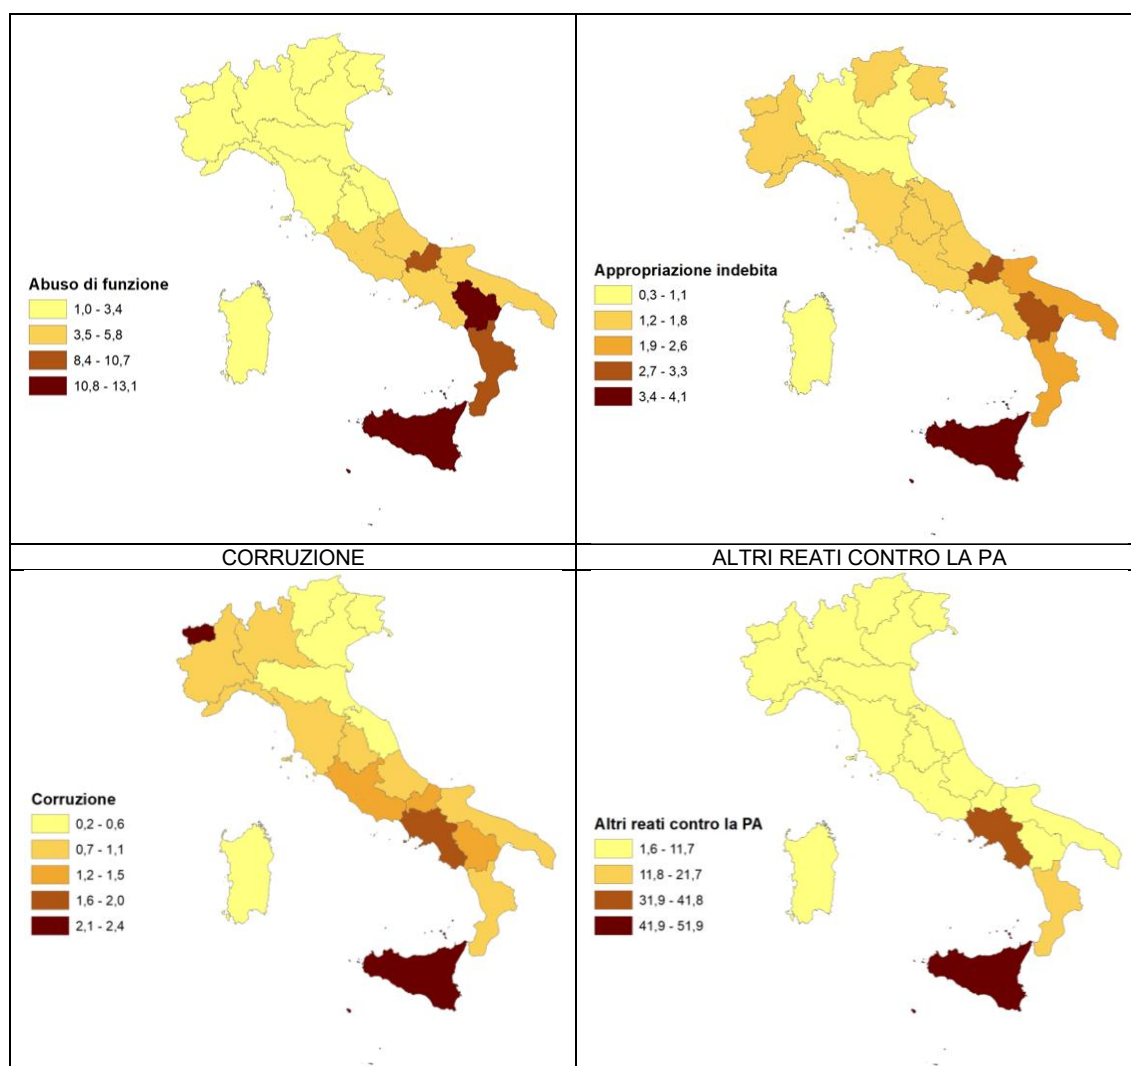 Abuso di funzione
1,0 - 3,4
3,5 - 5,8
8,4 - 10,7
10,8 - 13,1
Appropriazione indebita
0,3 - 1,1
1,2 - 1,8
1,9 - 2,6
2,7 - 3,3
3,4 - 4,1
CORRUZIONE
ALTRI REATI CONTRO LA PA
Corruzione
0,2 - 0,6
0,7 - 1,1
1,2 - 1,5
1,6 - 2,0
2,1 - 2,4
Altri reati contro la PA
1,6 - 11,7
11,8 - 21,7
31,9 - 41,8
41,9 - 51,9